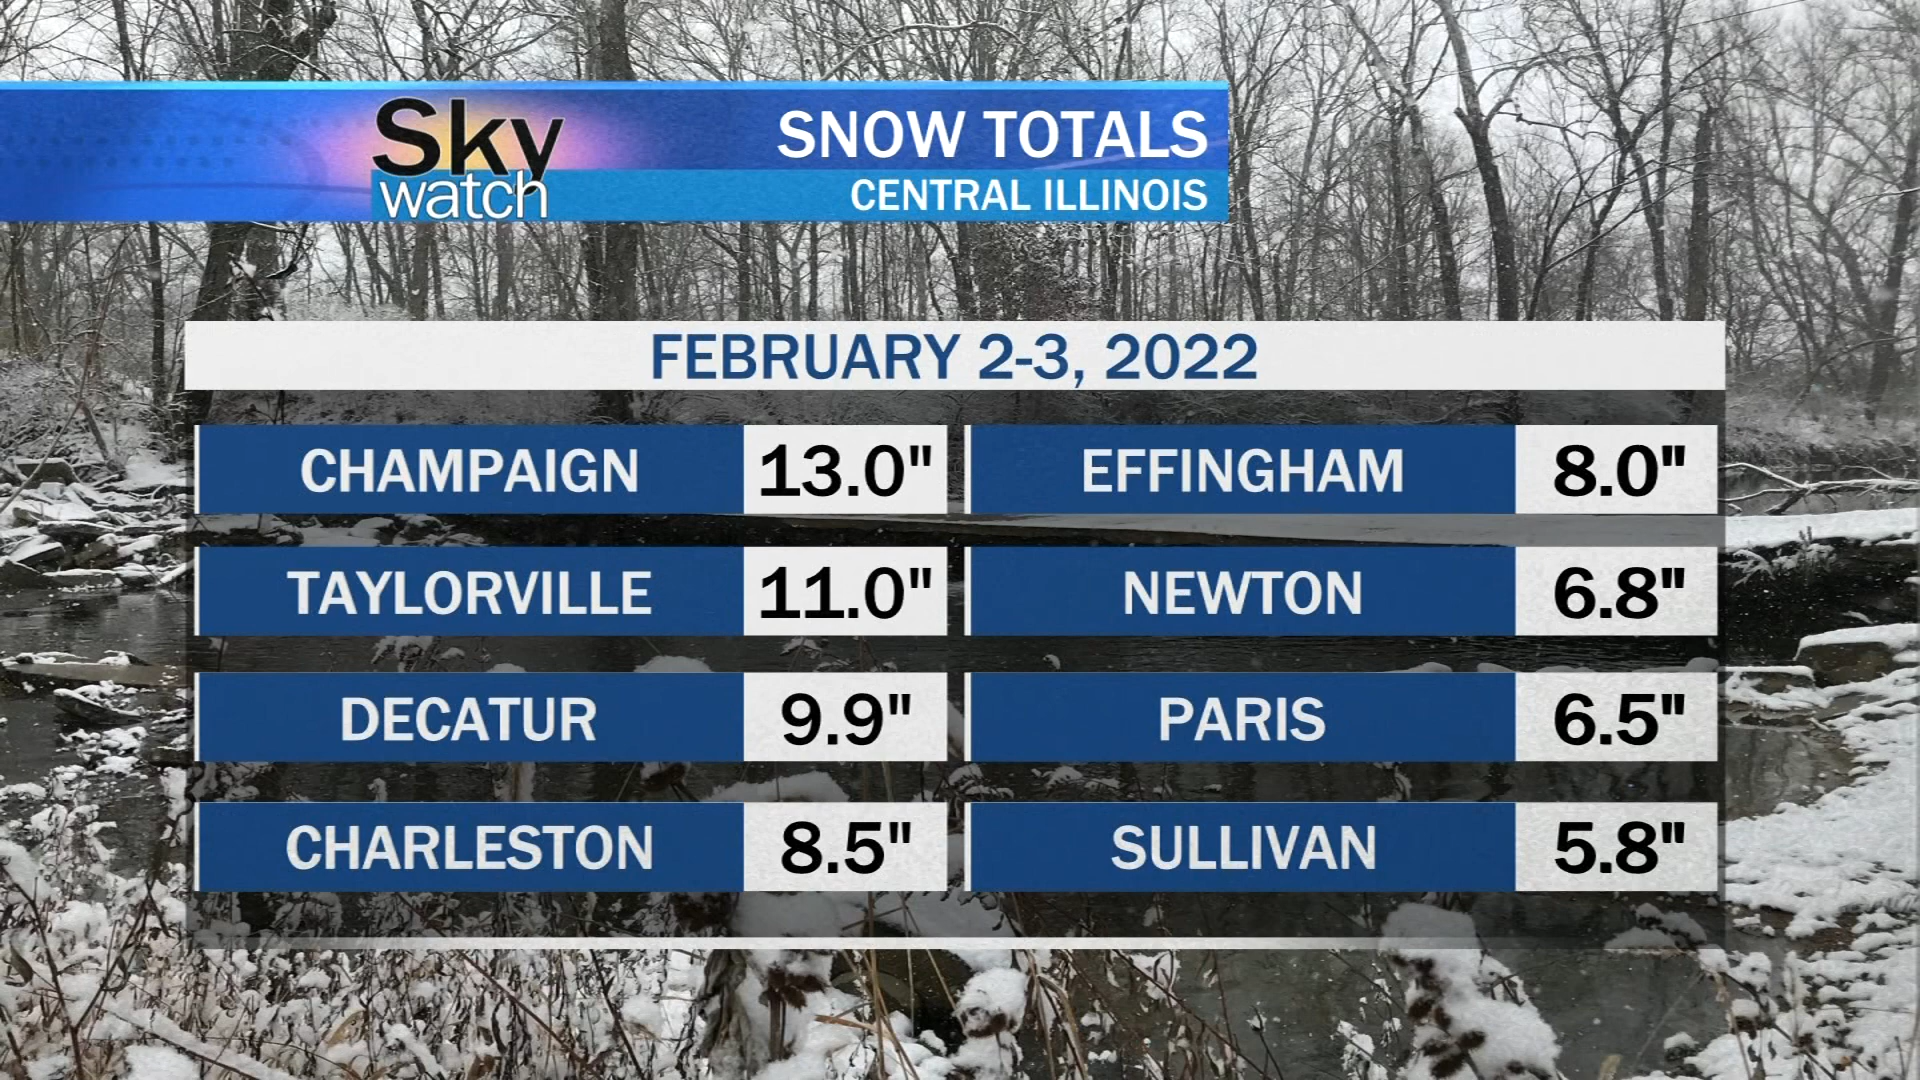 Sky
watch
SNOW TOTALS
CENTRAL ILLINOIS
FEBRUARY 2-3, 2022
CHAMPAIGN 13.0"
EFFINGHAM 8.0"
TAYLORVILLE 11.0"
NEWTON 6.8"
DECATUR 9.9"
PARIS 6.5"
CHARLESTON 8.5"
SULLIVAN 5.8"